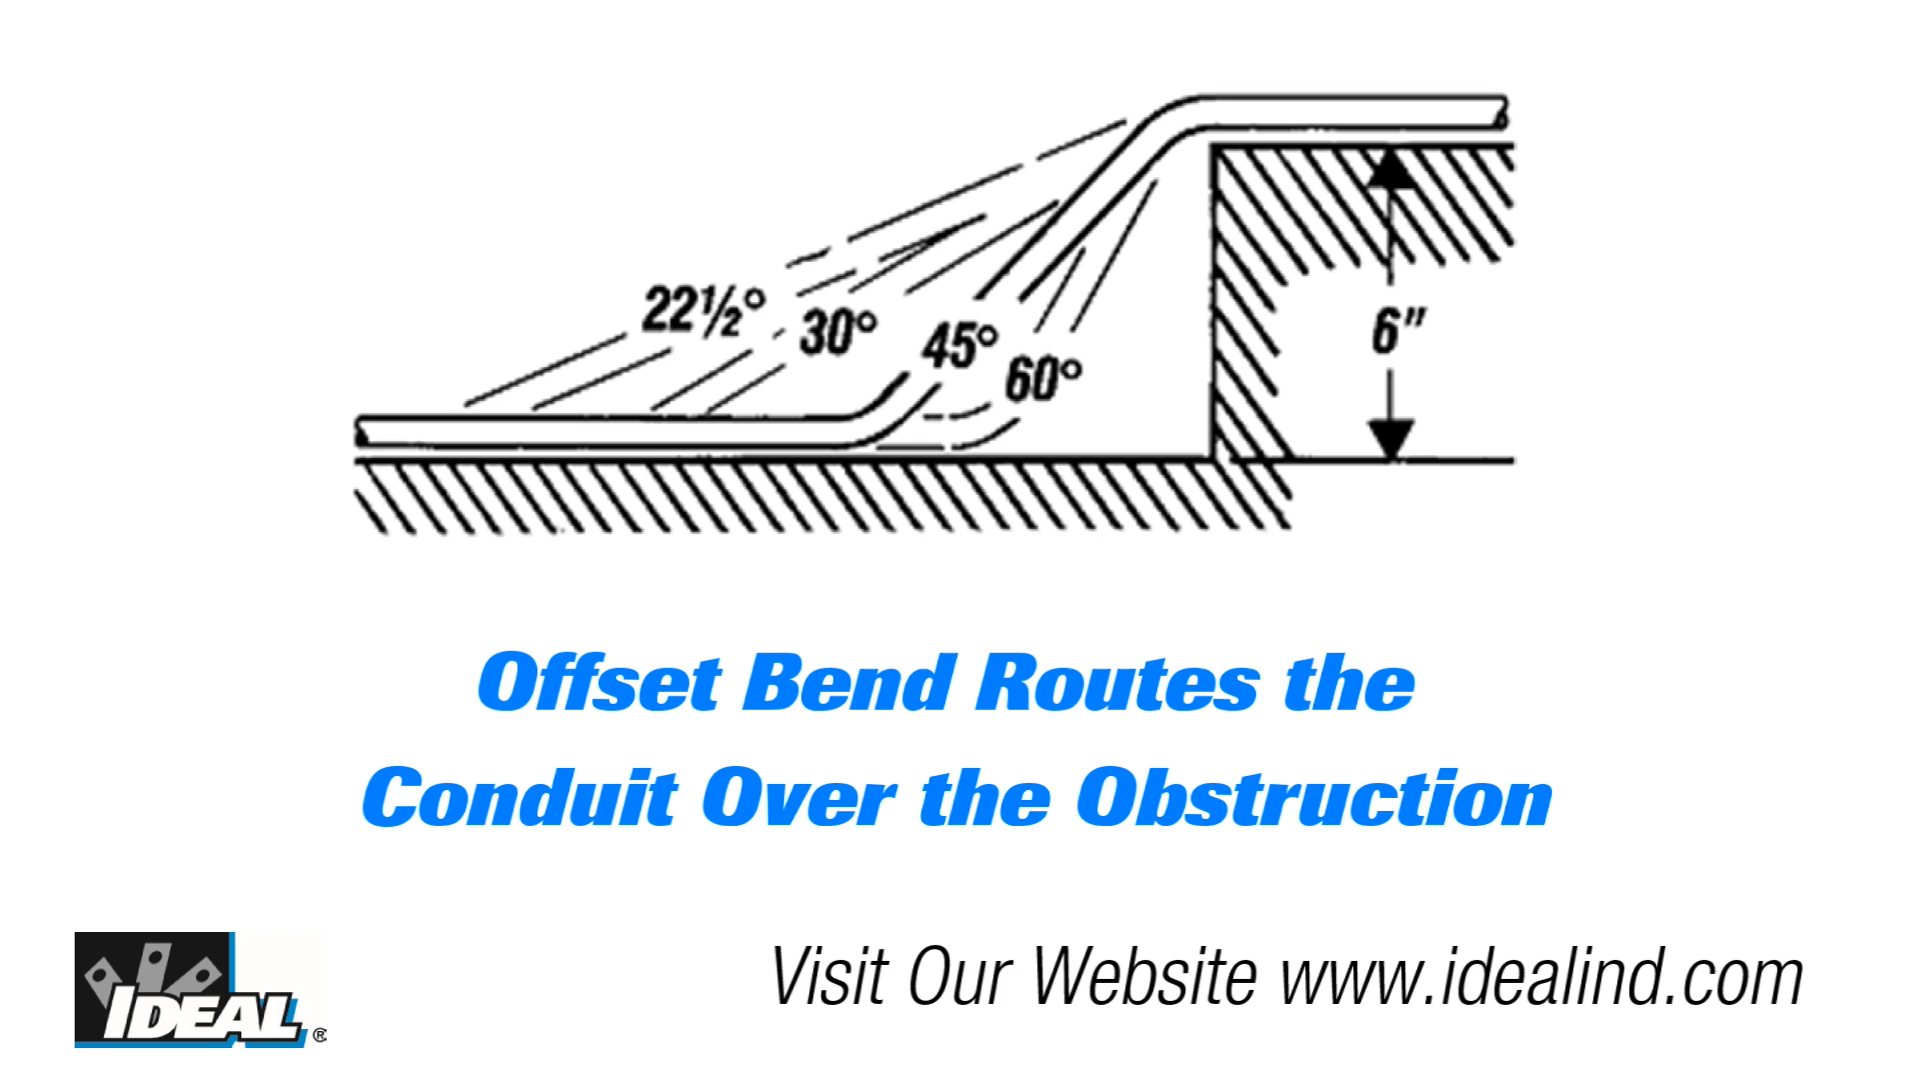 22½°
30°
45°
60°
6"
Offset Bend Routes the
Conduit Over the Obstruction
IDEAL®
Visit Our Website www.idealind.com